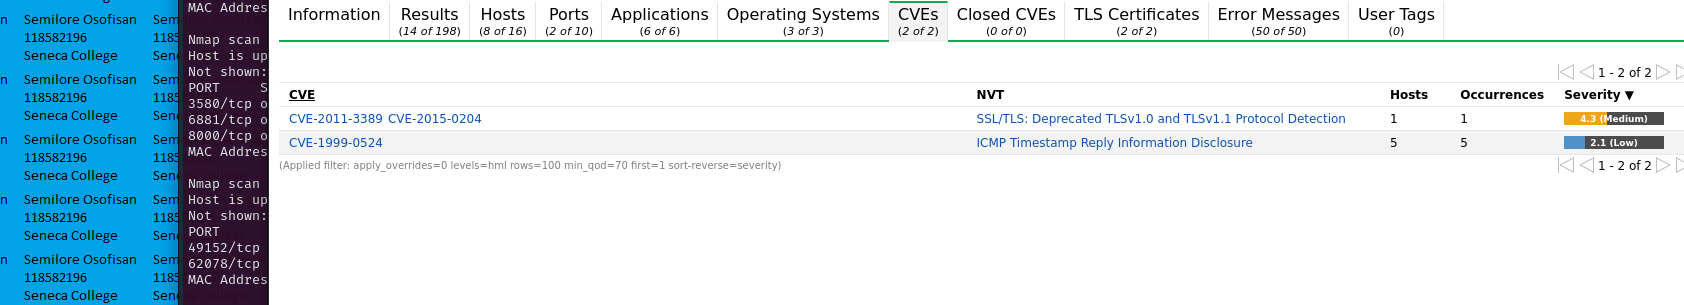 Semilore Osofisan Sem
118582196 118
Seneca College
n Semilore Osofisan Sem
118582196 118
Seneca College Sene
n Semilore Osofisan Sem
118582196 1185
Seneca College Sene
n Semilore Osofisan Sem
118582196 1185
Seneca College Sen
n Semilore Osofisan Sem
118582196 1185
Seneca College Sen
MAC Addres
Nmap scan
Host is up
Not shown:
PORT S
3580/tcp o
6881/tcp o
8000/tcp o
MAC Addres
Nmap scan
Host is up
Not shown:
PORT
49152/tcp
62078/tcp
MAC Addres
Information Results Hosts Ports Applications Operating Systems CVEs Closed CVEs TLS Certificates Error Messages User Tags
(14 of 198) (8 of 16) (2 of 10) (6 of 6) (3 of 3) (2 of 2) (0 of 0) (2 of 2) (50 of 50) (0)
1 - 2 of 2
CVE NVT Hosts Occurrences Severity ▼
CVE-2011-3389 CVE-2015-0204 SSL/TLS: Deprecated TLSv1.0 and TLSv1.1 Protocol Detection 1 1 4.3 (Medium)
CVE-1999-0524 ICMP Timestamp Reply Information Disclosure 5 5 2.1 (Low)
(Applied filter: apply_overrides=0 levels=hml rows=100 min_qod=70 first=1 sort-reverse=severity) 1 - 2 of 2